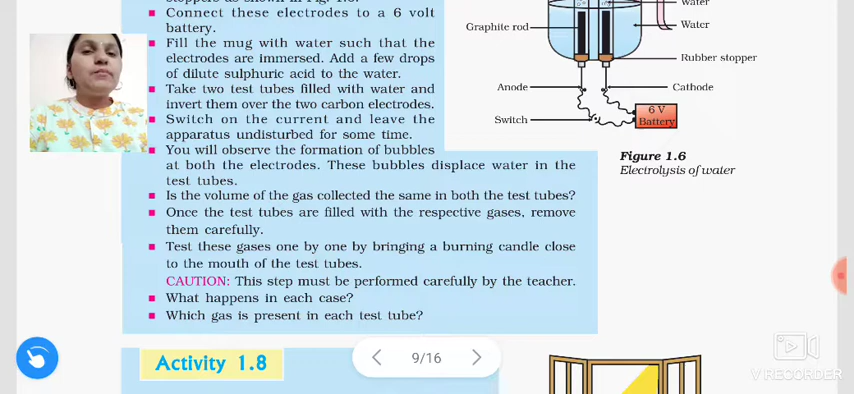 Connect these electrodes to a 6 volt
battery.
Fill the mug with water such that the
electrodes are immersed. Add a few drops
of dilute sulphuric acid to the water.
Take two test tubes filled with water and
invert them over the two carbon electrodes.
Switch on the current and leave the
apparatus undisturbed for some time.
You will observe the formation of bubbles
at both the electrodes. These bubbles displace water in the
test tubes.
Is the volume of the gas collected the same in both the test tubes?
Once the test tubes are filled with the respective gases, remove
them carefully.
Test these gases one by one by bringing a burning candle close
to the mouth of the test tubes.
CAUTION: This step must be performed carefully by the teacher.
What happens in each case?
Which gas is present in each test tube?
Water
Graphite rod
Water
Rubber stopper
Anode
Cathode
6 V
Battery
Switch
Figure 1.6
Electrolysis of water
Activity 1.8
9/16
V RECORDER